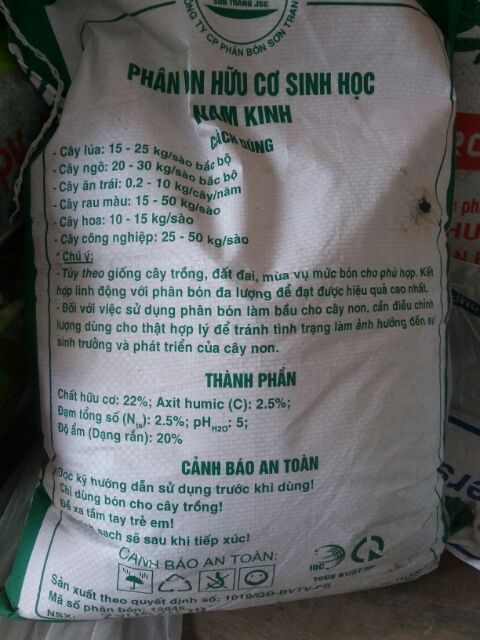 SƠN TRANG JSC
CÔNG TY CP PHÂN BÓN SƠN TRANG
PHÂN HỮU CƠ SINH HỌC
NAM KINH
CÁCH DÙNG
- Cây lúa: 15 - 25 kg/sào bắc bộ
- Cây ngô: 20 - 30 kg/sào bắc bộ
- Cây ăn trái: 0.2 - 10 kg/cây/năm
- Cây rau màu: 15 - 50 kg/sào
- Cây hoa: 10 - 15 kg/sào
- Cây công nghiệp: 25 - 50 kg/sào
* Chú ý:
- Tùy theo giống cây trồng, đất đai, mùa vụ mức bón cho phù hợp. Kết
hợp linh động với phân bón đa lượng để đạt được hiệu quả cao nhất.
- Đối với việc sử dụng phân bón làm bầu cho cây non, cần điều chỉnh
lượng dùng cho thật hợp lý để tránh tình trạng làm ảnh hưởng đến sự
sinh trưởng và phát triển của cây non.
THÀNH PHẦN
Chất hữu cơ: 22%; Axit humic (C): 2.5%;
Đạm tổng số (Nts): 2.5%; pHH2O: 5;
Độ ẩm (Dạng rắn): 20%
CẢNH BÁO AN TOÀN
Đọc kỹ hướng dẫn sử dụng trước khi dùng!
Chỉ dùng bón cho cây trồng!
Để xa tầm tay trẻ em!
sạch sẽ sau khi tiếp xúc!
CẢNH BÁO AN TOÀN:
IQC
Sản xuất theo quyết định số: 1019/QĐ-BVTV-PB
Mã số phân bón:
NSX: